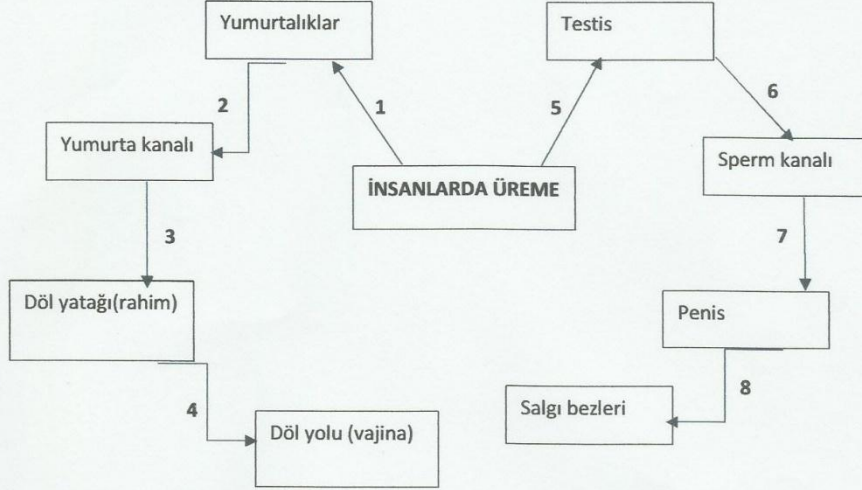 Yumurtalıklar
Testis
2
1
5
6
Yumurta kanalı
Sperm kanalı
İNSANLARDA ÜREME
3
7
Döl yatağı(rahim)
Penis
8
4
Salgı bezleri
Döl yolu (vajina)